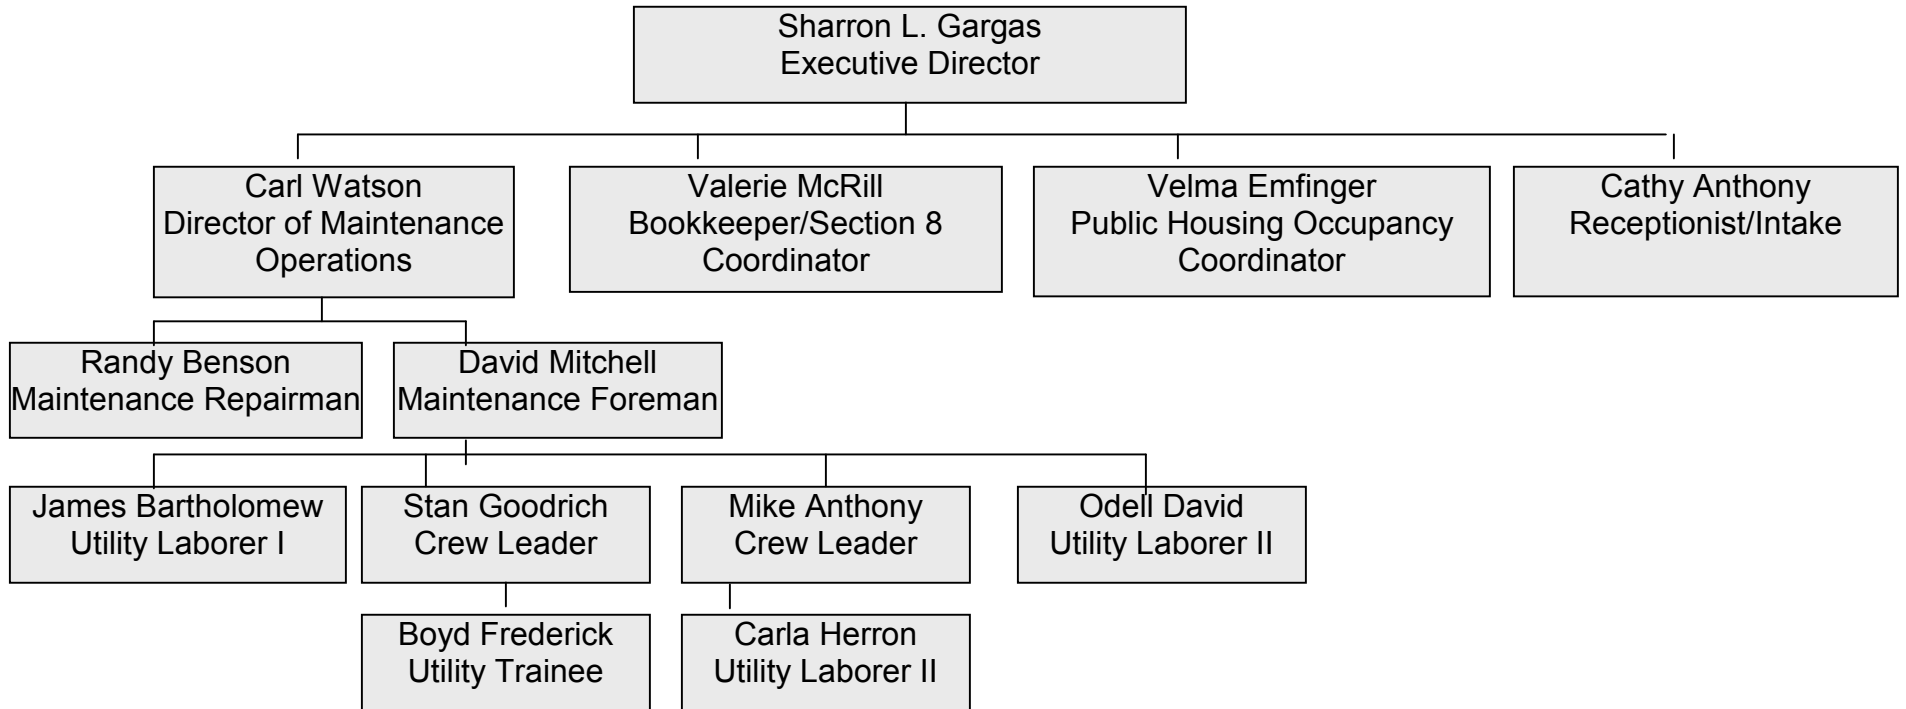 Sharron L. Gargas
Executive Director
Carl Watson
Director of Maintenance
Operations
Valerie McRill
Bookkeeper/Section 8
Coordinator
Velma Emfinger
Public Housing Occupancy
Coordinator
Cathy Anthony
Receptionist/Intake
Randy Benson
Maintenance Repairman
David Mitchell
Maintenance Foreman
James Bartholomew
Utility Laborer I
Stan Goodrich
Crew Leader
Mike Anthony
Crew Leader
Odell David
Utility Laborer II
Boyd Frederick
Utility Trainee
Carla Herron
Utility Laborer II